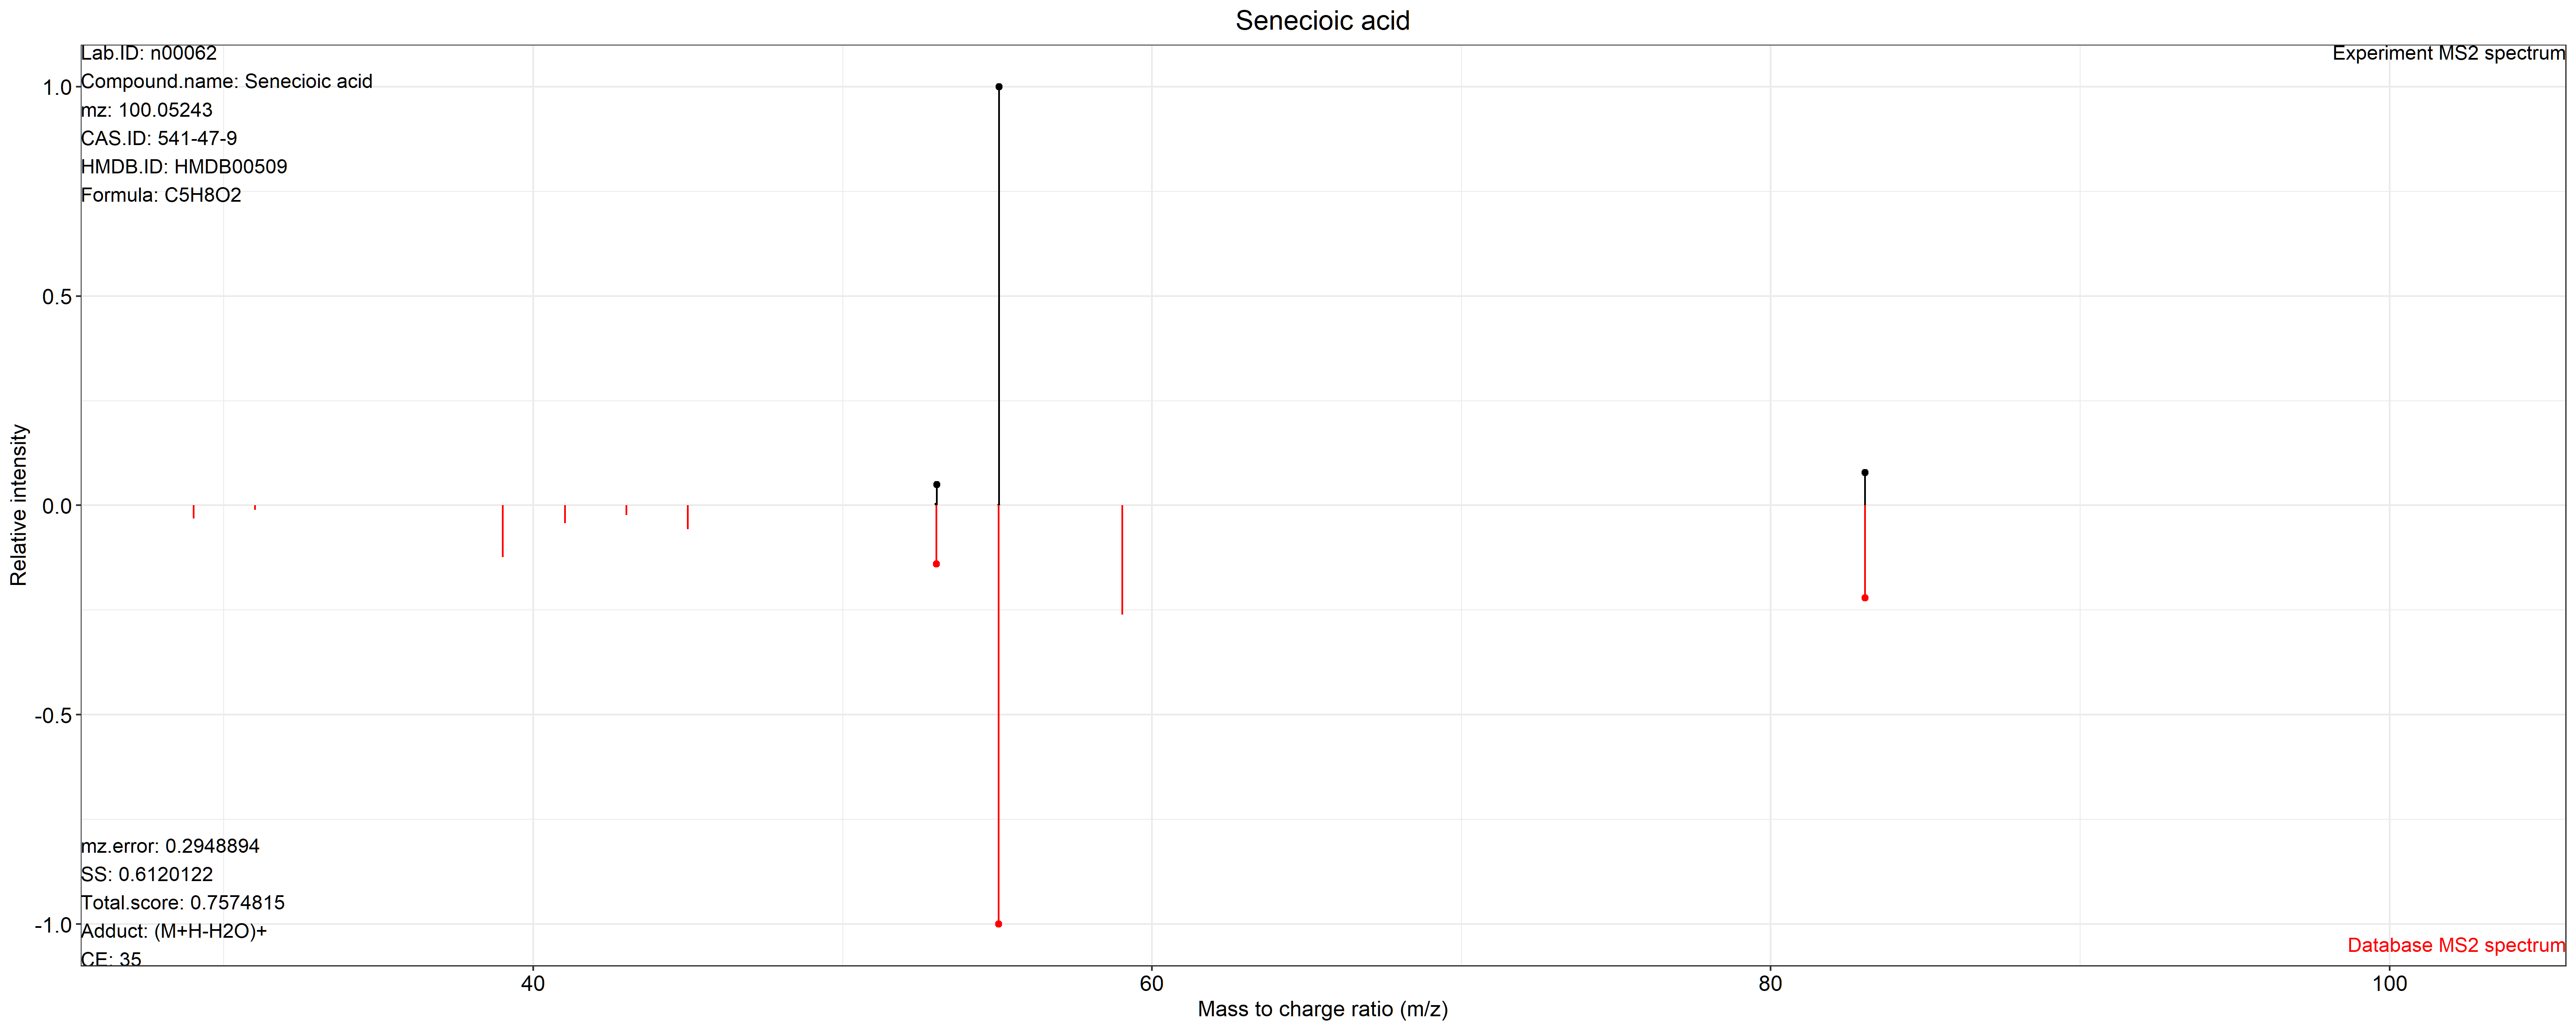 Senecioic acid
Lab.ID: n00062
Experiment MS2 spectrum
Compound.name: Senecioic acid
mz: 100.05243
CAS.ID: 541-47-9
HMDB.ID: HMDB00509
Formula: C5H8O2
1.0
0.5
0.0
-0.5
-1.0
Relative intensity
mz.error: 0.2948894
SS: 0.6120122
Total.score: 0.7574815
Adduct: (M+H-H2O)+
CE: 35
Database MS2 spectrum
40
60
80
100
Mass to charge ratio (m/z)